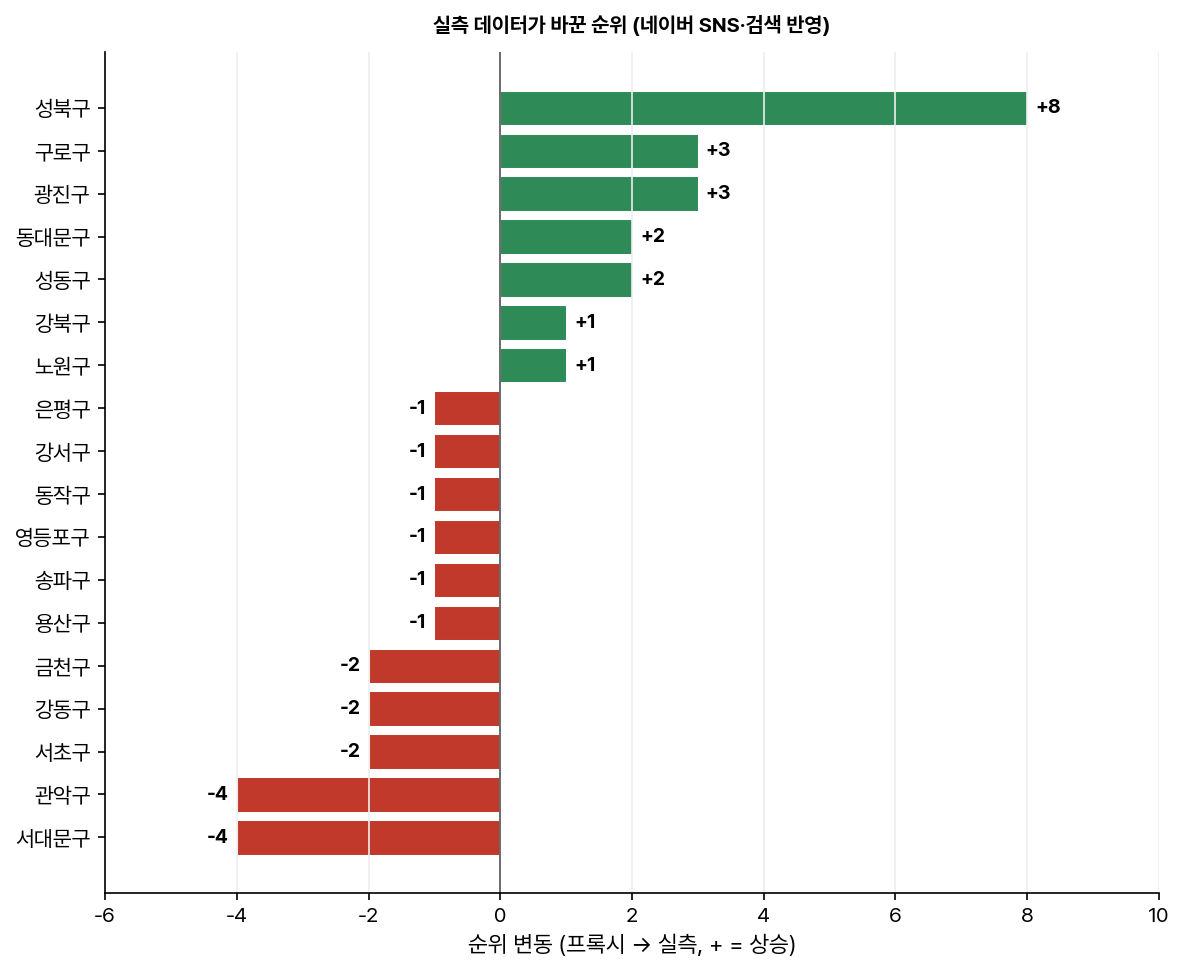 실측 데이터가 바꾼 순위 (네이버 SNS·검색 반영)
성북구 +8
구로구 +3
광진구 +3
동대문구 +2
성동구 +2
강북구 +1
노원구 +1
은평구 -1
강서구 -1
동작구 -1
영등포구 -1
송파구 -1
용산구 -1
금천구 -2
강동구 -2
서초구 -2
관악구 -4
서대문구 -4
-6 -4 -2 0 2 4 6 8 10
순위 변동 (프록시 → 실측, + = 상승)